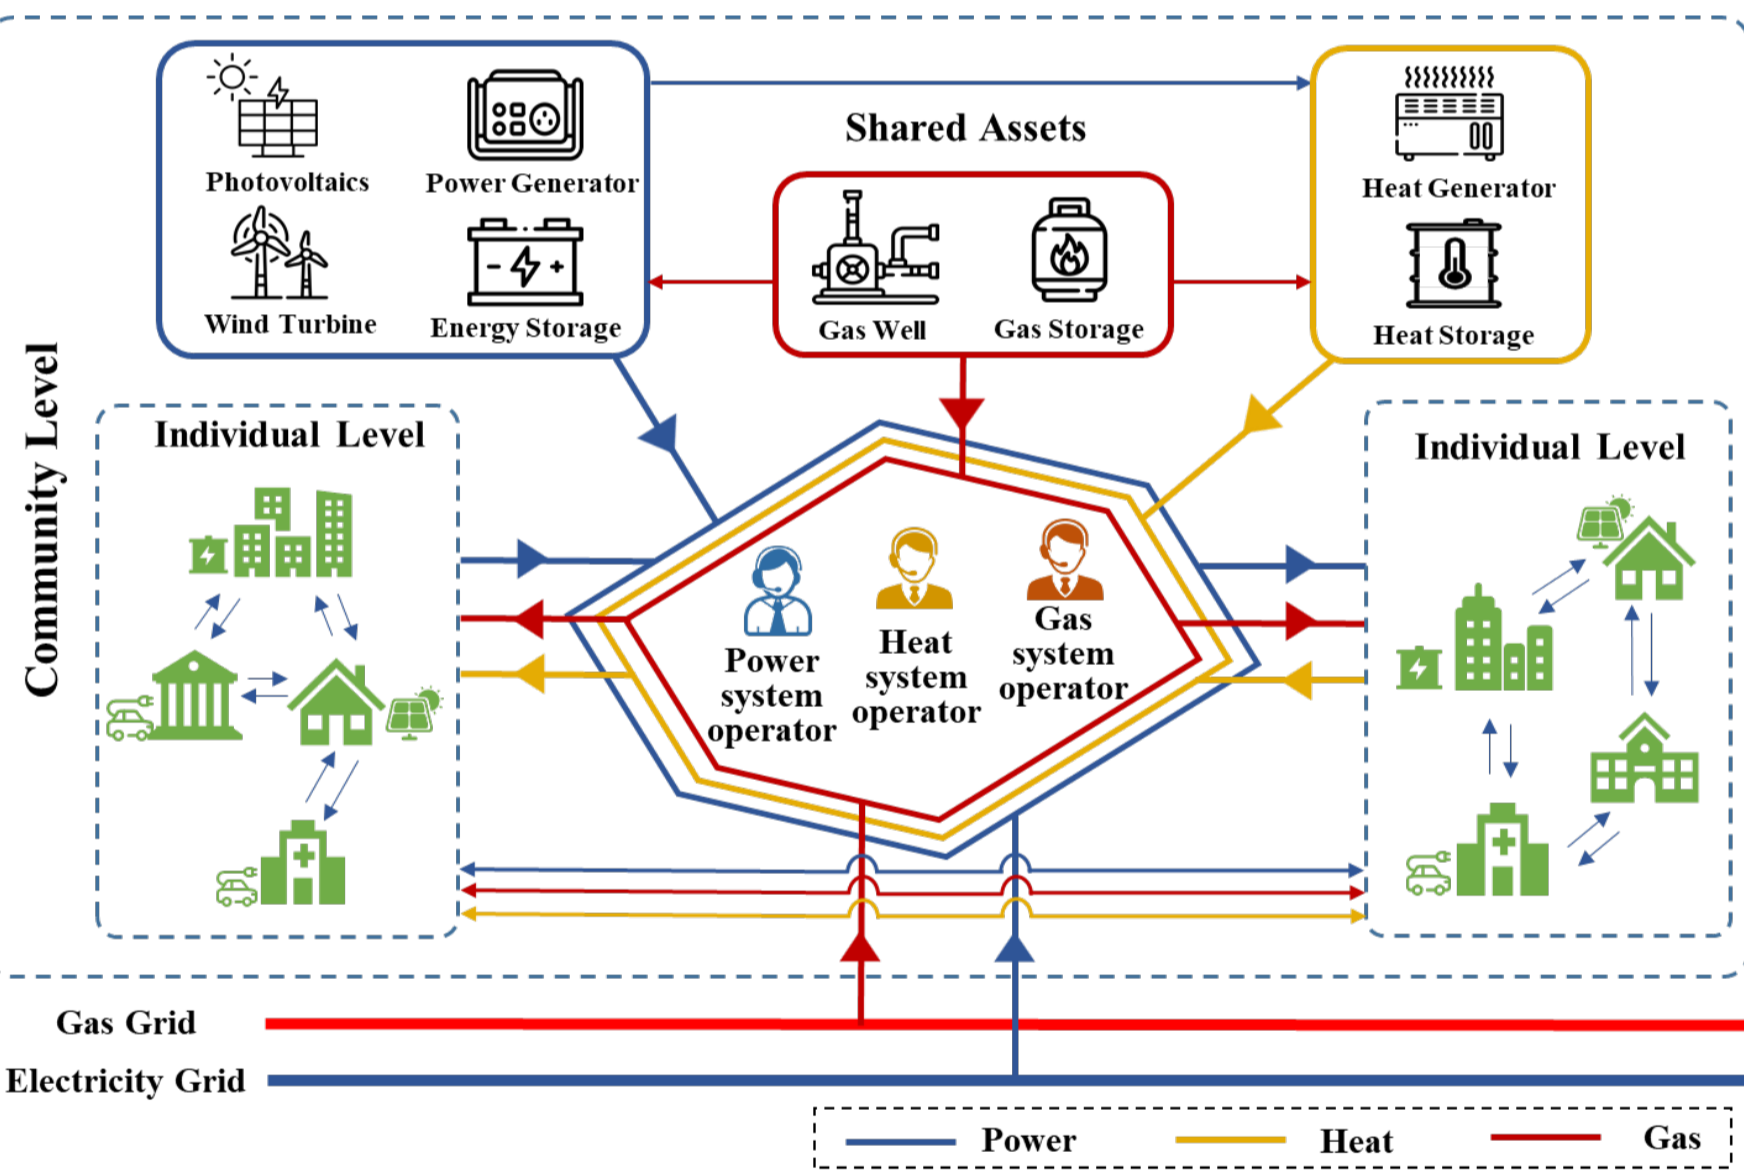 Community Level
Shared Assets
Photovoltaics
Power Generator
Wind Turbine
Energy Storage
Gas Well
Gas Storage
Heat Generator
Heat Storage
Individual Level
Individual Level
Power
system
operator
Heat
system
operator
Gas
system
operator
Gas Grid
Electricity Grid
Power
Heat
Gas